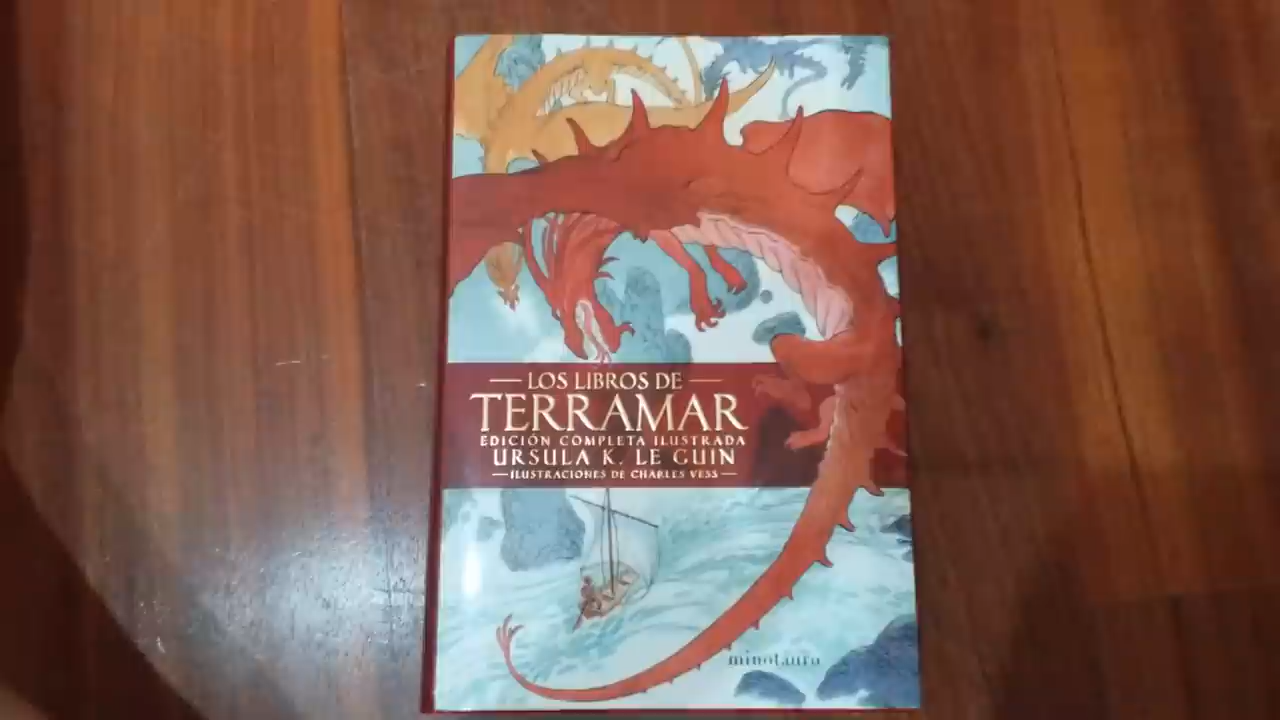 LOS LIBROS DE
TERRAMAR
EDICIÓN COMPLETA ILUSTRADA
URSULA K. LE GUIN
ILUSTRACIONES DE CHARLES VESS
minotauro